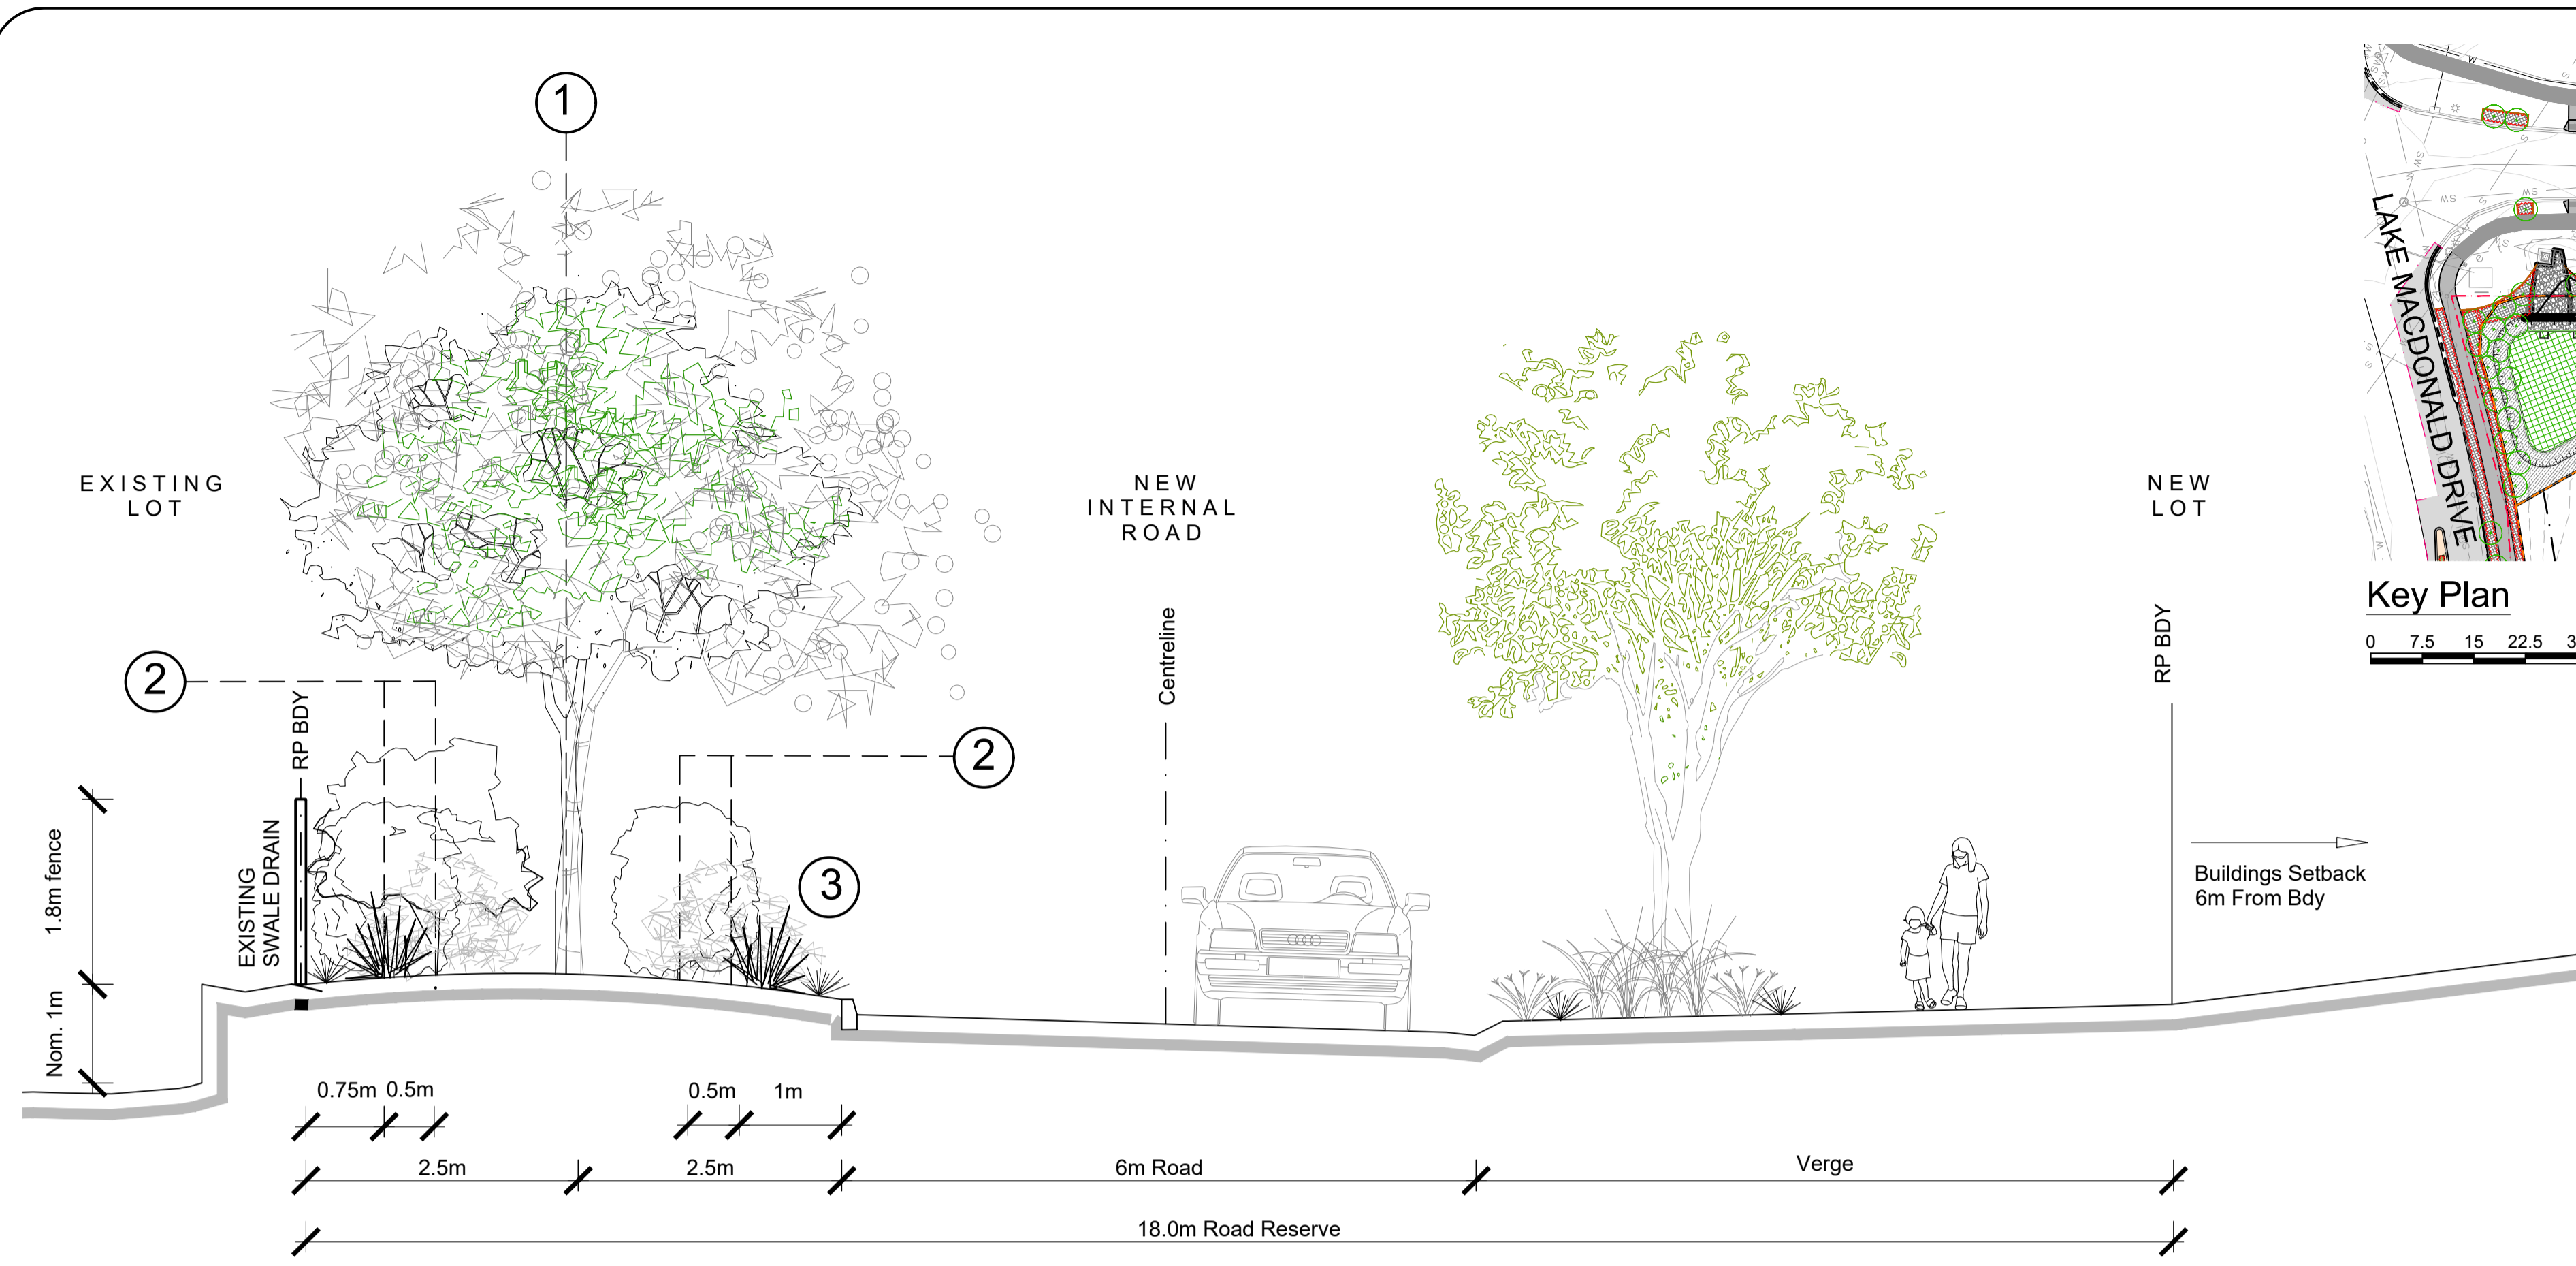 1
EXISTING
LOT
NEW
INTERNAL
ROAD
NEW
LOT
LAKE MACDONALD DRIVE
Key Plan
0 7.5 15 22.5
2
RP BDY
Centreline
RP BDY
2
3
1.8m fence
EXISTING
SWALE DRAIN
Nom. 1m
Buildings Setback
6m From Bdy
0.75m 0.5m
0.5m 1m
2.5m
2.5m
6m Road
Verge
18.0m Road Reserve